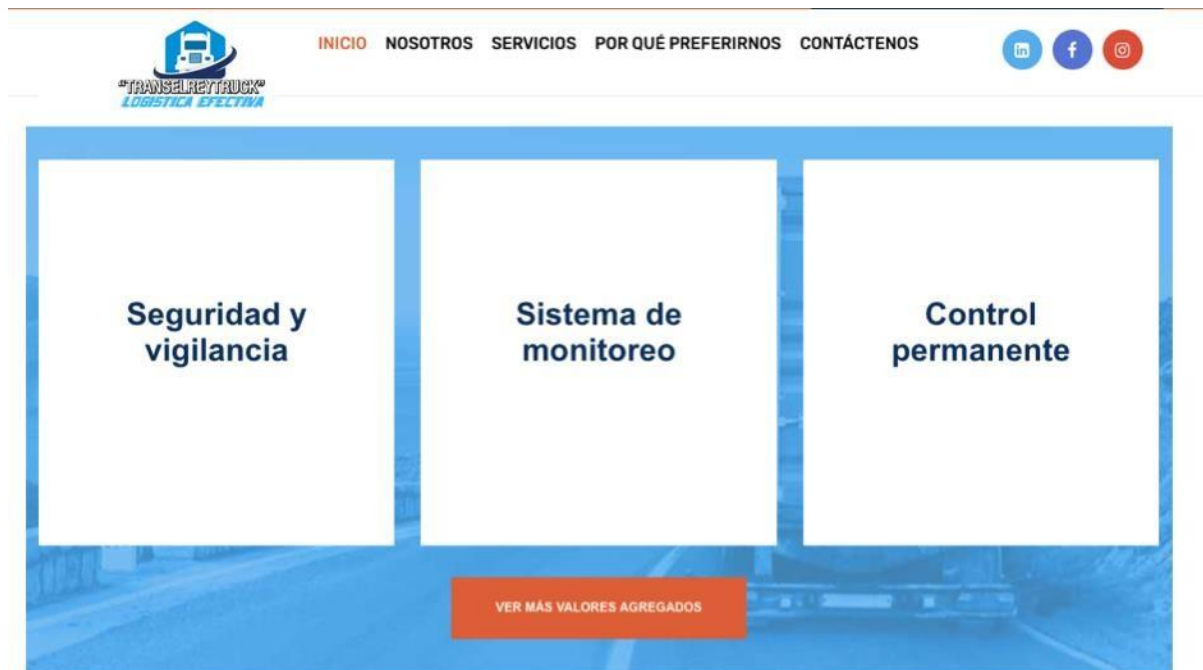 "TRANSELREYTRUCK"
LOGISTICA EFECTIVA
INICIO NOSOTROS SERVICIOS POR QUÉ PREFERIRNOS CONTÁCTENOS
in f
Seguridad y
vigilancia
Sistema de
monitoreo
Control
permanente
VER MÁS VALORES AGREGADOS